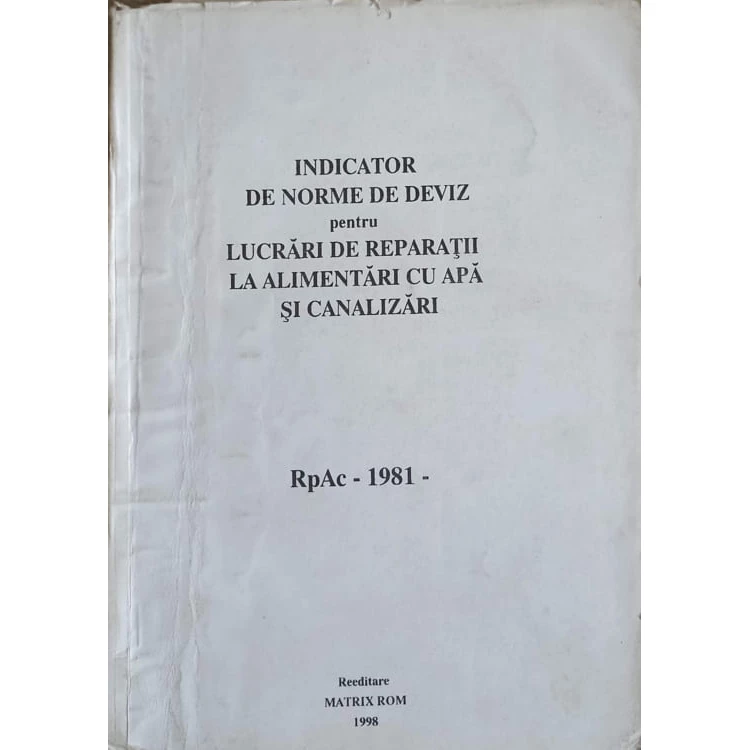 INDICATOR
DE NORME DE DEVIZ
pentru
LUCRĂRI DE REPARAŢII
LA ALIMENTĂRI CU APĂ
ŞI CANALIZĂRI
RpAc - 1981 -
Reeditare
MATRIX ROM
1998